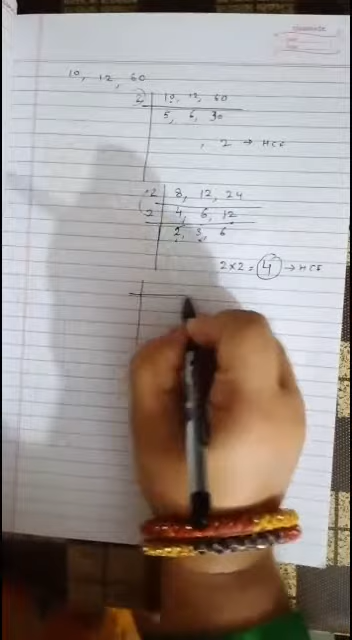 10, 12, 60
2 10, 12, 60
5, 6, 30
, 2 → HCF
2 8, 12, 24
2 4, 6, 12
2, 3, 6
2×2 = 4 → HCF